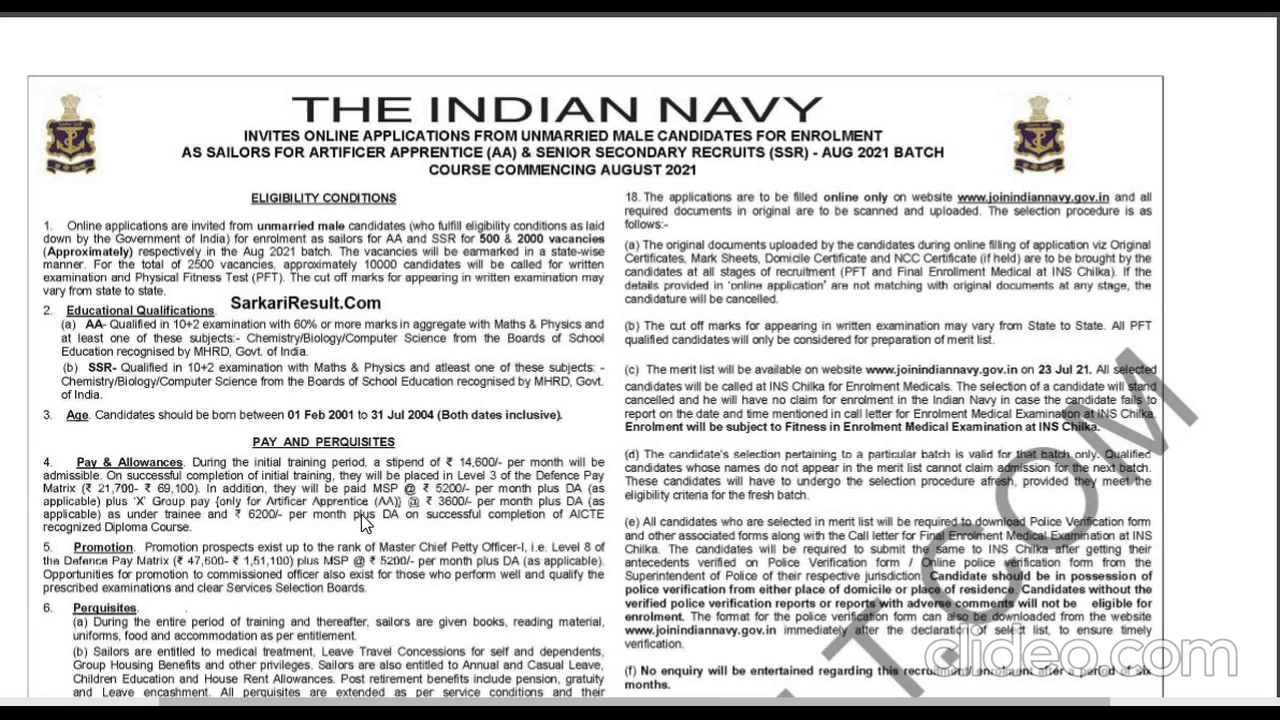 THE INDIAN NAVY
INVITES ONLINE APPLICATIONS FROM UNMARRIED MALE CANDIDATES FOR ENROLMENT
AS SAILORS FOR ARTIFICER APPRENTICE (AA) & SENIOR SECONDARY RECRUITS (SSR) - AUG 2021 BATCH
COURSE COMMENCING AUGUST 2021
ELIGIBILITY CONDITIONS
1. Online applications are invited from unmarried male candidates (who fulfill eligibility conditions as laid
down by the Government of India) for enrolment as sailors for AA and SSR for 500 & 2000 vacancies
(Approximately) respectively in the Aug 2021 batch. The vacancies will be earmarked in a state-wise
manner. For the total of 2500 vacancies, approximately 10000 candidates will be called for written
examination and Physical Fitness Test (PFT). The cut off marks for appearing in written examination may
vary from state to state.
SarkariResult.Com
2. Educational Qualifications.
(a) AA- Qualified in 10+2 examination with 60% or more marks in aggregate with Maths & Physics and
at least one of these subjects:- Chemistry/Biology/Computer Science from the Boards of School
Education recognised by MHRD, Govt. of India.
(b) SSR- Qualified in 10+2 examination with Maths & Physics and atleast one of these subjects: -
Chemistry/Biology/Computer Science from the Boards of School Education recognised by MHRD, Govt.
of India.
3. Age. Candidates should be born between 01 Feb 2001 to 31 Jul 2004 (Both dates inclusive).
PAY AND PERQUISITES
4. Pay & Allowances. During the initial training period, a stipend of ₹ 14,600/- per month will be
admissible. On successful completion of initial training, they will be placed in Level 3 of the Defence Pay
Matrix (₹ 21,700- ₹ 69,100). In addition, they will be paid MSP @ ₹ 5200/- per month plus DA (as
applicable) plus 'X' Group pay {only for Artificer Apprentice (AA)} @ ₹ 3600/- per month plus DA (as
applicable) as under trainee and ₹ 6200/- per month plus DA on successful completion of AICTE
recognized Diploma Course.
5. Promotion. Promotion prospects exist up to the rank of Master Chief Petty Officer-I, i.e. Level 8 of
the Defence Pay Matrix (₹ 47,600- ₹ 1,51,100) plus MSP @ ₹ 5200/- per month plus DA (as applicable).
Opportunities for promotion to commissioned officer also exist for those who perform well and qualify the
prescribed examinations and clear Services Selection Boards.
6. Perquisites.
(a) During the entire period of training and thereafter, sailors are given books, reading material,
uniforms, food and accommodation as per entitlement.
(b) Sailors are entitled to medical treatment, Leave Travel Concessions for self and dependents,
Group Housing Benefits and other privileges. Sailors are also entitled to Annual and Casual Leave,
Children Education and House Rent Allowances. Post retirement benefits include pension, gratuity
and Leave encashment. All perquisites are extended as per service conditions and their
18. The applications are to be filled online only on website www.joinindiannavy.gov.in and all
required documents in original are to be scanned and uploaded. The selection procedure is as
follows:-
(a) The original documents uploaded by the candidates during online filling of application viz Original
Certificates, Mark Sheets, Domicile Certificate and NCC Certificate (if held) are to be brought by the
candidates at all stages of recruitment (PFT and Final Enrollment Medical at INS Chilka). If the
details provided in 'online application' are not matching with original documents at any stage, the
candidature will be cancelled.
(b) The cut off marks for appearing in written examination may vary from State to State. All PFT
qualified candidates will only be considered for preparation of merit list.
(c) The merit list will be available on website www.joinindiannavy.gov.in on 23 Jul 21. All selected
candidates will be called at INS Chilka for Enrolment Medicals. The selection of a candidate will stand
cancelled and he will have no claim for enrolment in the Indian Navy in case the candidate fails to
report on the date and time mentioned in call letter for Enrolment Medical Examination at INS Chilka.
Enrolment will be subject to Fitness in Enrolment Medical Examination at INS Chilka.
(d) The candidate's selection pertaining to a particular batch is valid for that batch only. Qualified
candidates whose names do not appear in the merit list cannot claim admission for the next batch.
These candidates will have to undergo the selection procedure afresh, provided they meet the
eligibility criteria for the fresh batch.
(e) All candidates who are selected in merit list will be required to download Police Verification form
and other associated forms along with the Call letter for Final Enrolment Medical Examination at INS
Chilka. The candidates will be required to submit the same to INS Chilka after getting their
antecedents verified on Police Verification form / Online police verification form from the
Superintendent of Police of their respective jurisdiction. Candidate should be in possession of
police verification from either place of domicile or place of residence. Candidates without the
verified police verification reports or reports with adverse comments will not be eligible for
enrolment. The format for the police verification form can also be downloaded from the website
www.joinindiannavy.gov.in immediately after the declaration of select list, to ensure timely
verification.
(f) No enquiry will be entertained regarding this recruitment/ enrolment after a period of six
months.
T.COM
clideo.com